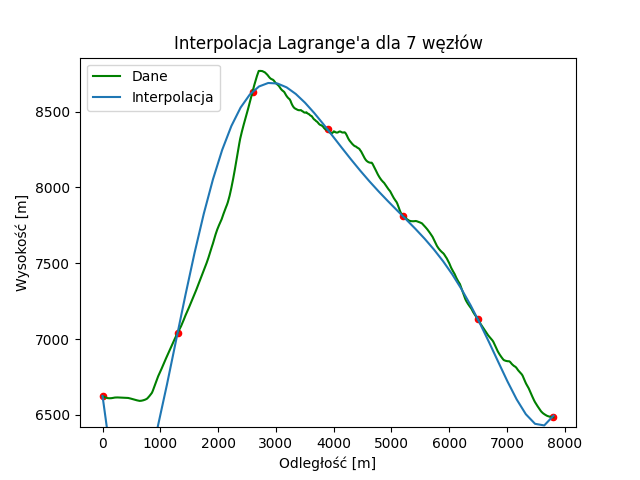 Interpolacja Lagrange'a dla 7 węzłów
Dane
Interpolacja
8500
8000
7500
7000
6500
Wysokość [m]
0 1000 2000 3000 4000 5000 6000 7000 8000
Odległość [m]